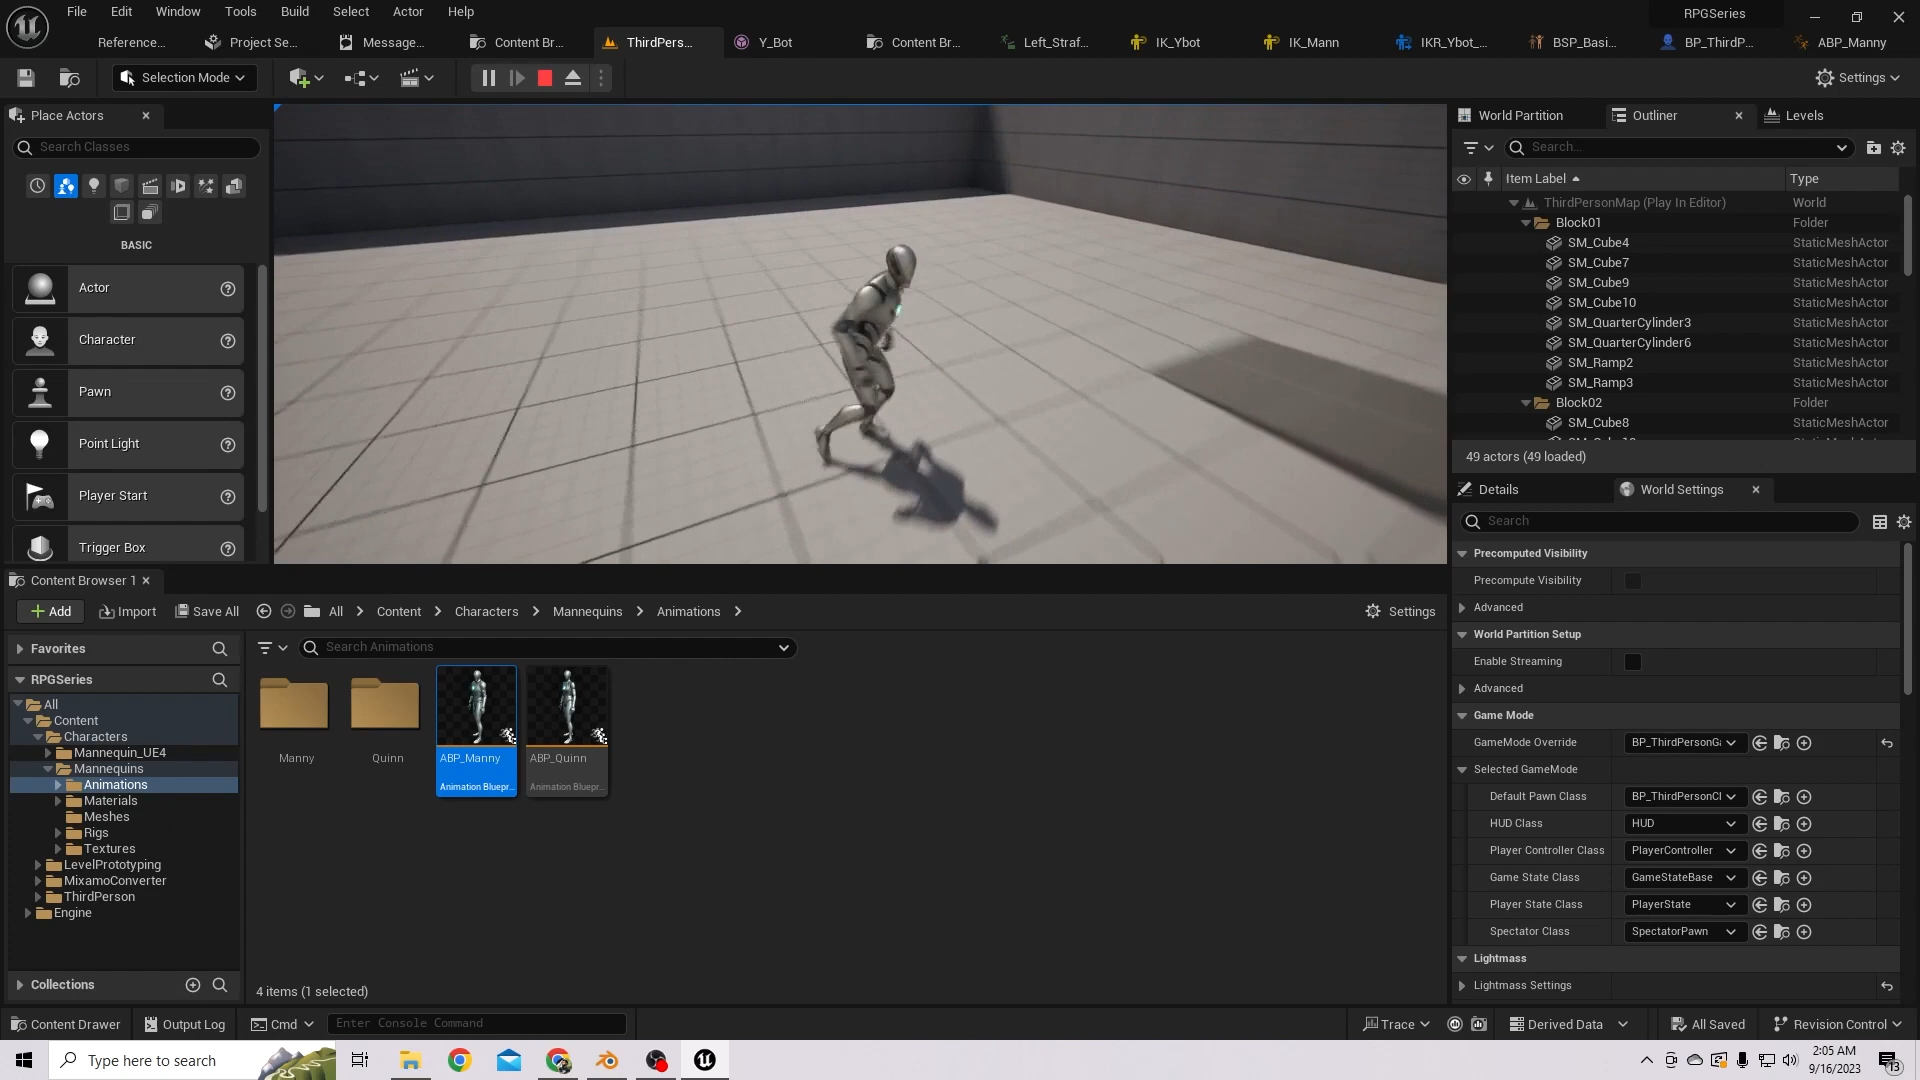 File Edit Window Tools Build Select Actor Help
RPGSeries
Reference...
Project Se...
Message...
Content Br...
ThirdPers...
Y_Bot
Content Br...
Left_Straf...
IK_Ybot
IK_Mann
IKR_Ybot_...
BSP_Basi...
BP_ThirdP...
ABP_Manny
Selection Mode
Settings
Place Actors
Search Classes
BASIC
Actor
Character
Pawn
Point Light
Player Start
Trigger Box
World Partition
Outliner
Levels
Search...
Item Label
Type
ThirdPersonMap (Play In Editor) World
Block01 Folder
SM_Cube4 StaticMeshActor
SM_Cube7 StaticMeshActor
SM_Cube9 StaticMeshActor
SM_Cube10 StaticMeshActor
SM_QuarterCylinder3 StaticMeshActor
SM_QuarterCylinder6 StaticMeshActor
SM_Ramp2 StaticMeshActor
SM_Ramp3 StaticMeshActor
Block02 Folder
SM_Cube8 StaticMeshActor
49 actors (49 loaded)
Details
World Settings
Search
Precomputed Visibility
Precompute Visibility
Advanced
World Partition Setup
Enable Streaming
Advanced
Game Mode
GameMode Override BP_ThirdPersonGa
Selected GameMode
Default Pawn Class BP_ThirdPersonCl
HUD Class HUD
Player Controller Class PlayerController
Game State Class GameStateBase
Player State Class PlayerState
Spectator Class SpectatorPawn
Lightmass
Lightmass Settings
Content Browser 1
Add
Import
Save All
All Content Characters Mannequins Animations
Settings
Favorites
RPGSeries
All
Content
Characters
Mannequin_UE4
Mannequins
Animations
Materials
Meshes
Rigs
Textures
LevelPrototyping
MixamoConverter
ThirdPerson
Engine
Collections
Search Animations
Manny
Quinn
ABP_Manny
Animation Bluepr...
ABP_Quinn
Animation Bluepr...
4 items (1 selected)
Content Drawer
Output Log
Cmd
Enter Console Command
Trace
Derived Data
All Saved
Revision Control
Type here to search
2:05 AM
9/16/2023
13